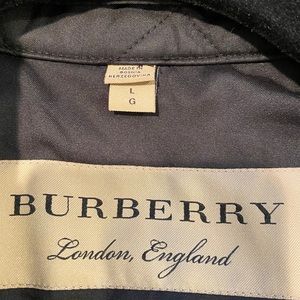 MADE IN
BOSNIA
HERZEGOVINA
L
G
BURBERRY
London, England